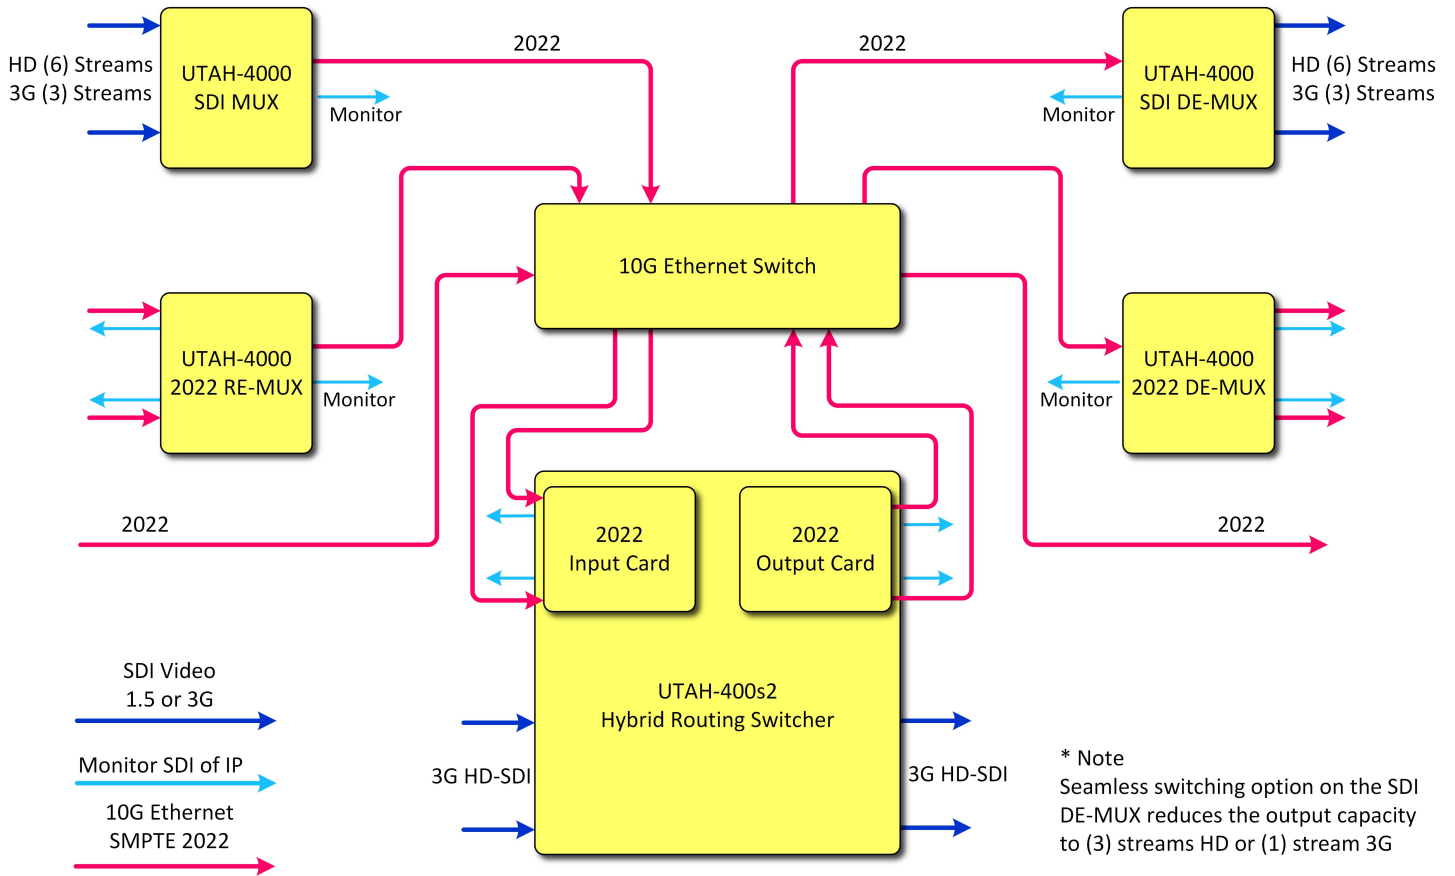 2022
2022
HD (6) Streams
3G (3) Streams
UTAH-4000
SDI MUX
Monitor
Monitor
UTAH-4000
SDI DE-MUX
HD (6) Streams
3G (3) Streams
10G Ethernet Switch
UTAH-4000
2022 RE-MUX
Monitor
Monitor
UTAH-4000
2022 DE-MUX
2022
2022
Input Card
2022
Output Card
2022
SDI Video
1.5 or 3G
Monitor SDI of IP
10G Ethernet
SMPTE 2022
UTAH-400s2
Hybrid Routing Switcher
3G HD-SDI
3G HD-SDI
* Note
Seamless switching option on the SDI
DE-MUX reduces the output capacity
to (3) streams HD or (1) stream 3G